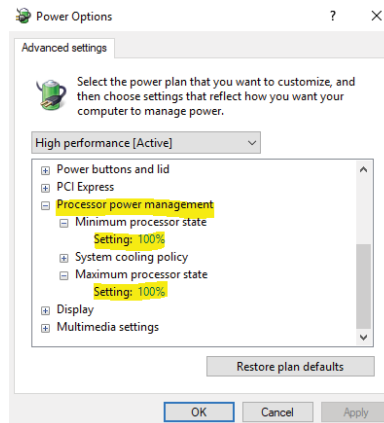 Power Options
Advanced settings
Select the power plan that you want to customize, and
then choose settings that reflect how you want your
computer to manage power.
High performance [Active]
Power buttons and lid
PCI Express
Processor power management
Minimum processor state
Setting: 100%
System cooling policy
Maximum processor state
Setting: 100%
Display
Multimedia settings
Restore plan defaults
OK Cancel Apply